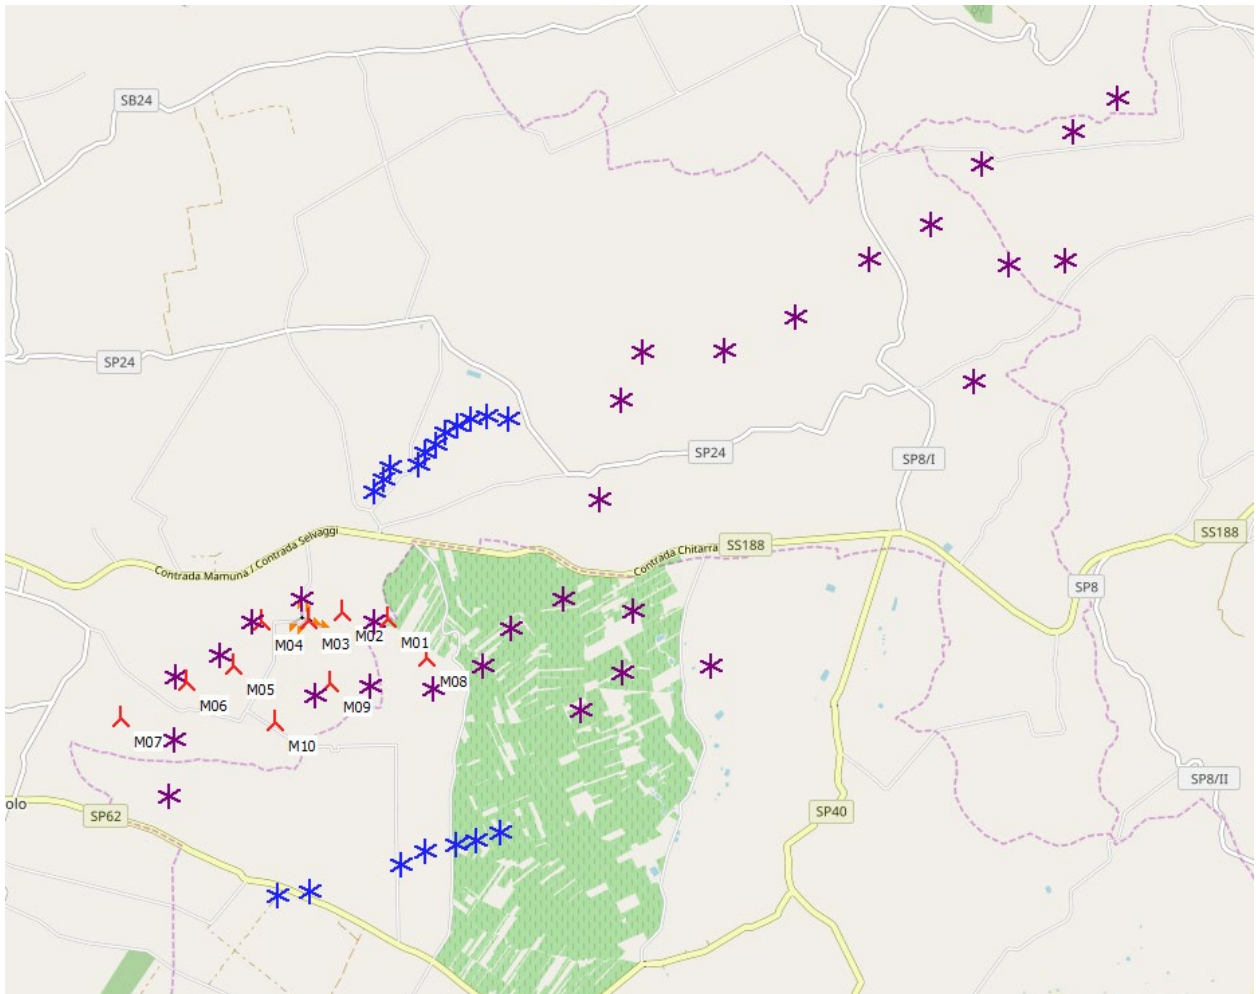 SB24
SP24
SP24
SP8/I
SS188
SS188
Contrada Mamuna / Contrada Selvaggi
Contrada Chitarra
SP8
M04
M03
M02
M01
M05
M08
M06
M09
M07
M10
SP8/II
olo
SP62
SP40